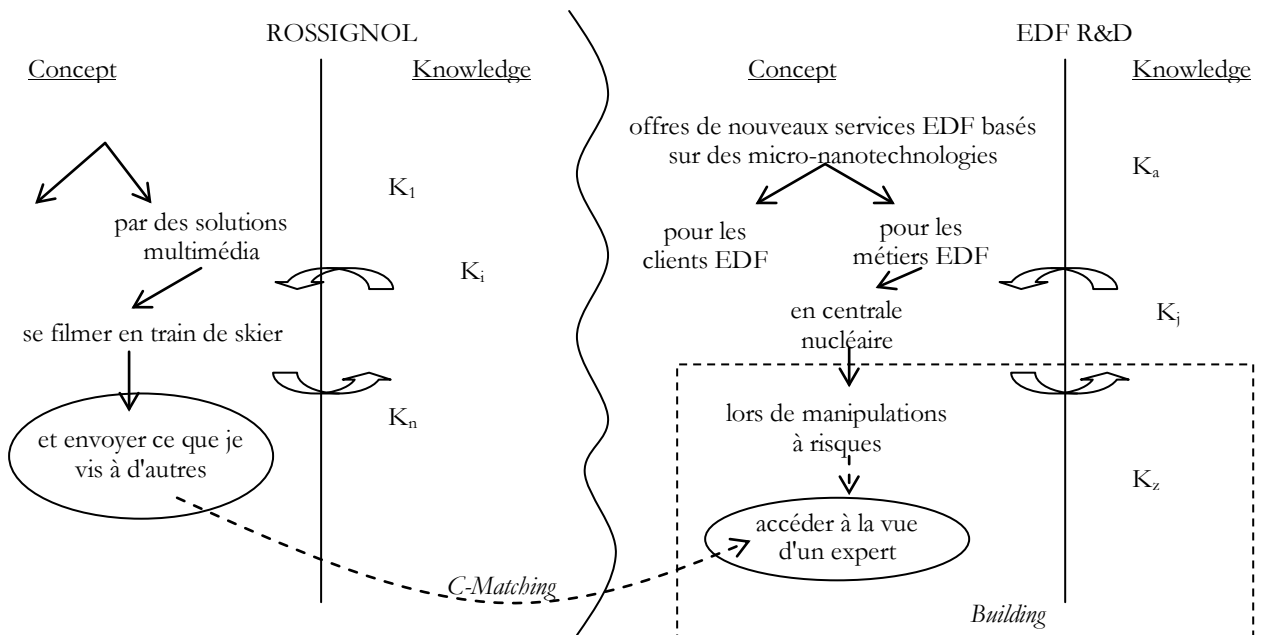 ROSSIGNOL
Concept
Knowledge
K1
par des solutions
multimédia
Ki
se filmer en train de skier
Kn
et envoyer ce que je
vis à d'autres
C-Matching
EDF R&D
Concept
Knowledge
offres de nouveaux services EDF basés
sur des micro-nanotechnologies
Ka
pour les
clients EDF
pour les
métiers EDF
en centrale
nucléaire
Kj
lors de manipulations
à risques
Kz
accéder à la vue
d'un expert
Building